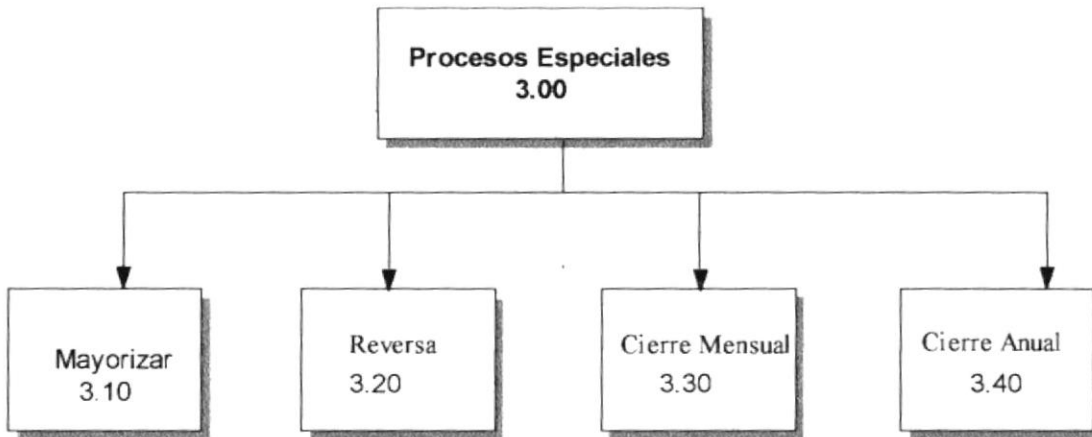 Procesos Especiales
3.00
Mayorizar
3.10
Reversa
3.20
Cierre Mensual
3.30
Cierre Anual
3.40